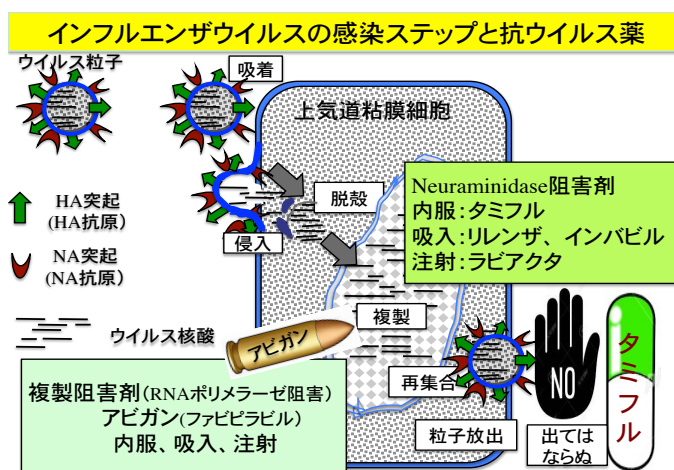 インフルエンザウイルスの感染ステップと抗ウイルス薬
ウイルス粒子
吸着
上気道粘膜細胞
HA突起
(HA抗原)
NA突起
(NA抗原)
脱殻
侵入
Neuraminidase阻害剤
内服：タミフル
吸入：リレンザ、インバビル
注射：ラビアクタ
ウイルス核酸
アビガン
複製
再集合
粒子放出
NO
出ては
ならぬ
タミフル
複製阻害剤(RNAポリメラーゼ阻害)
アビガン(ファビピラビル)
内服、吸入、注射